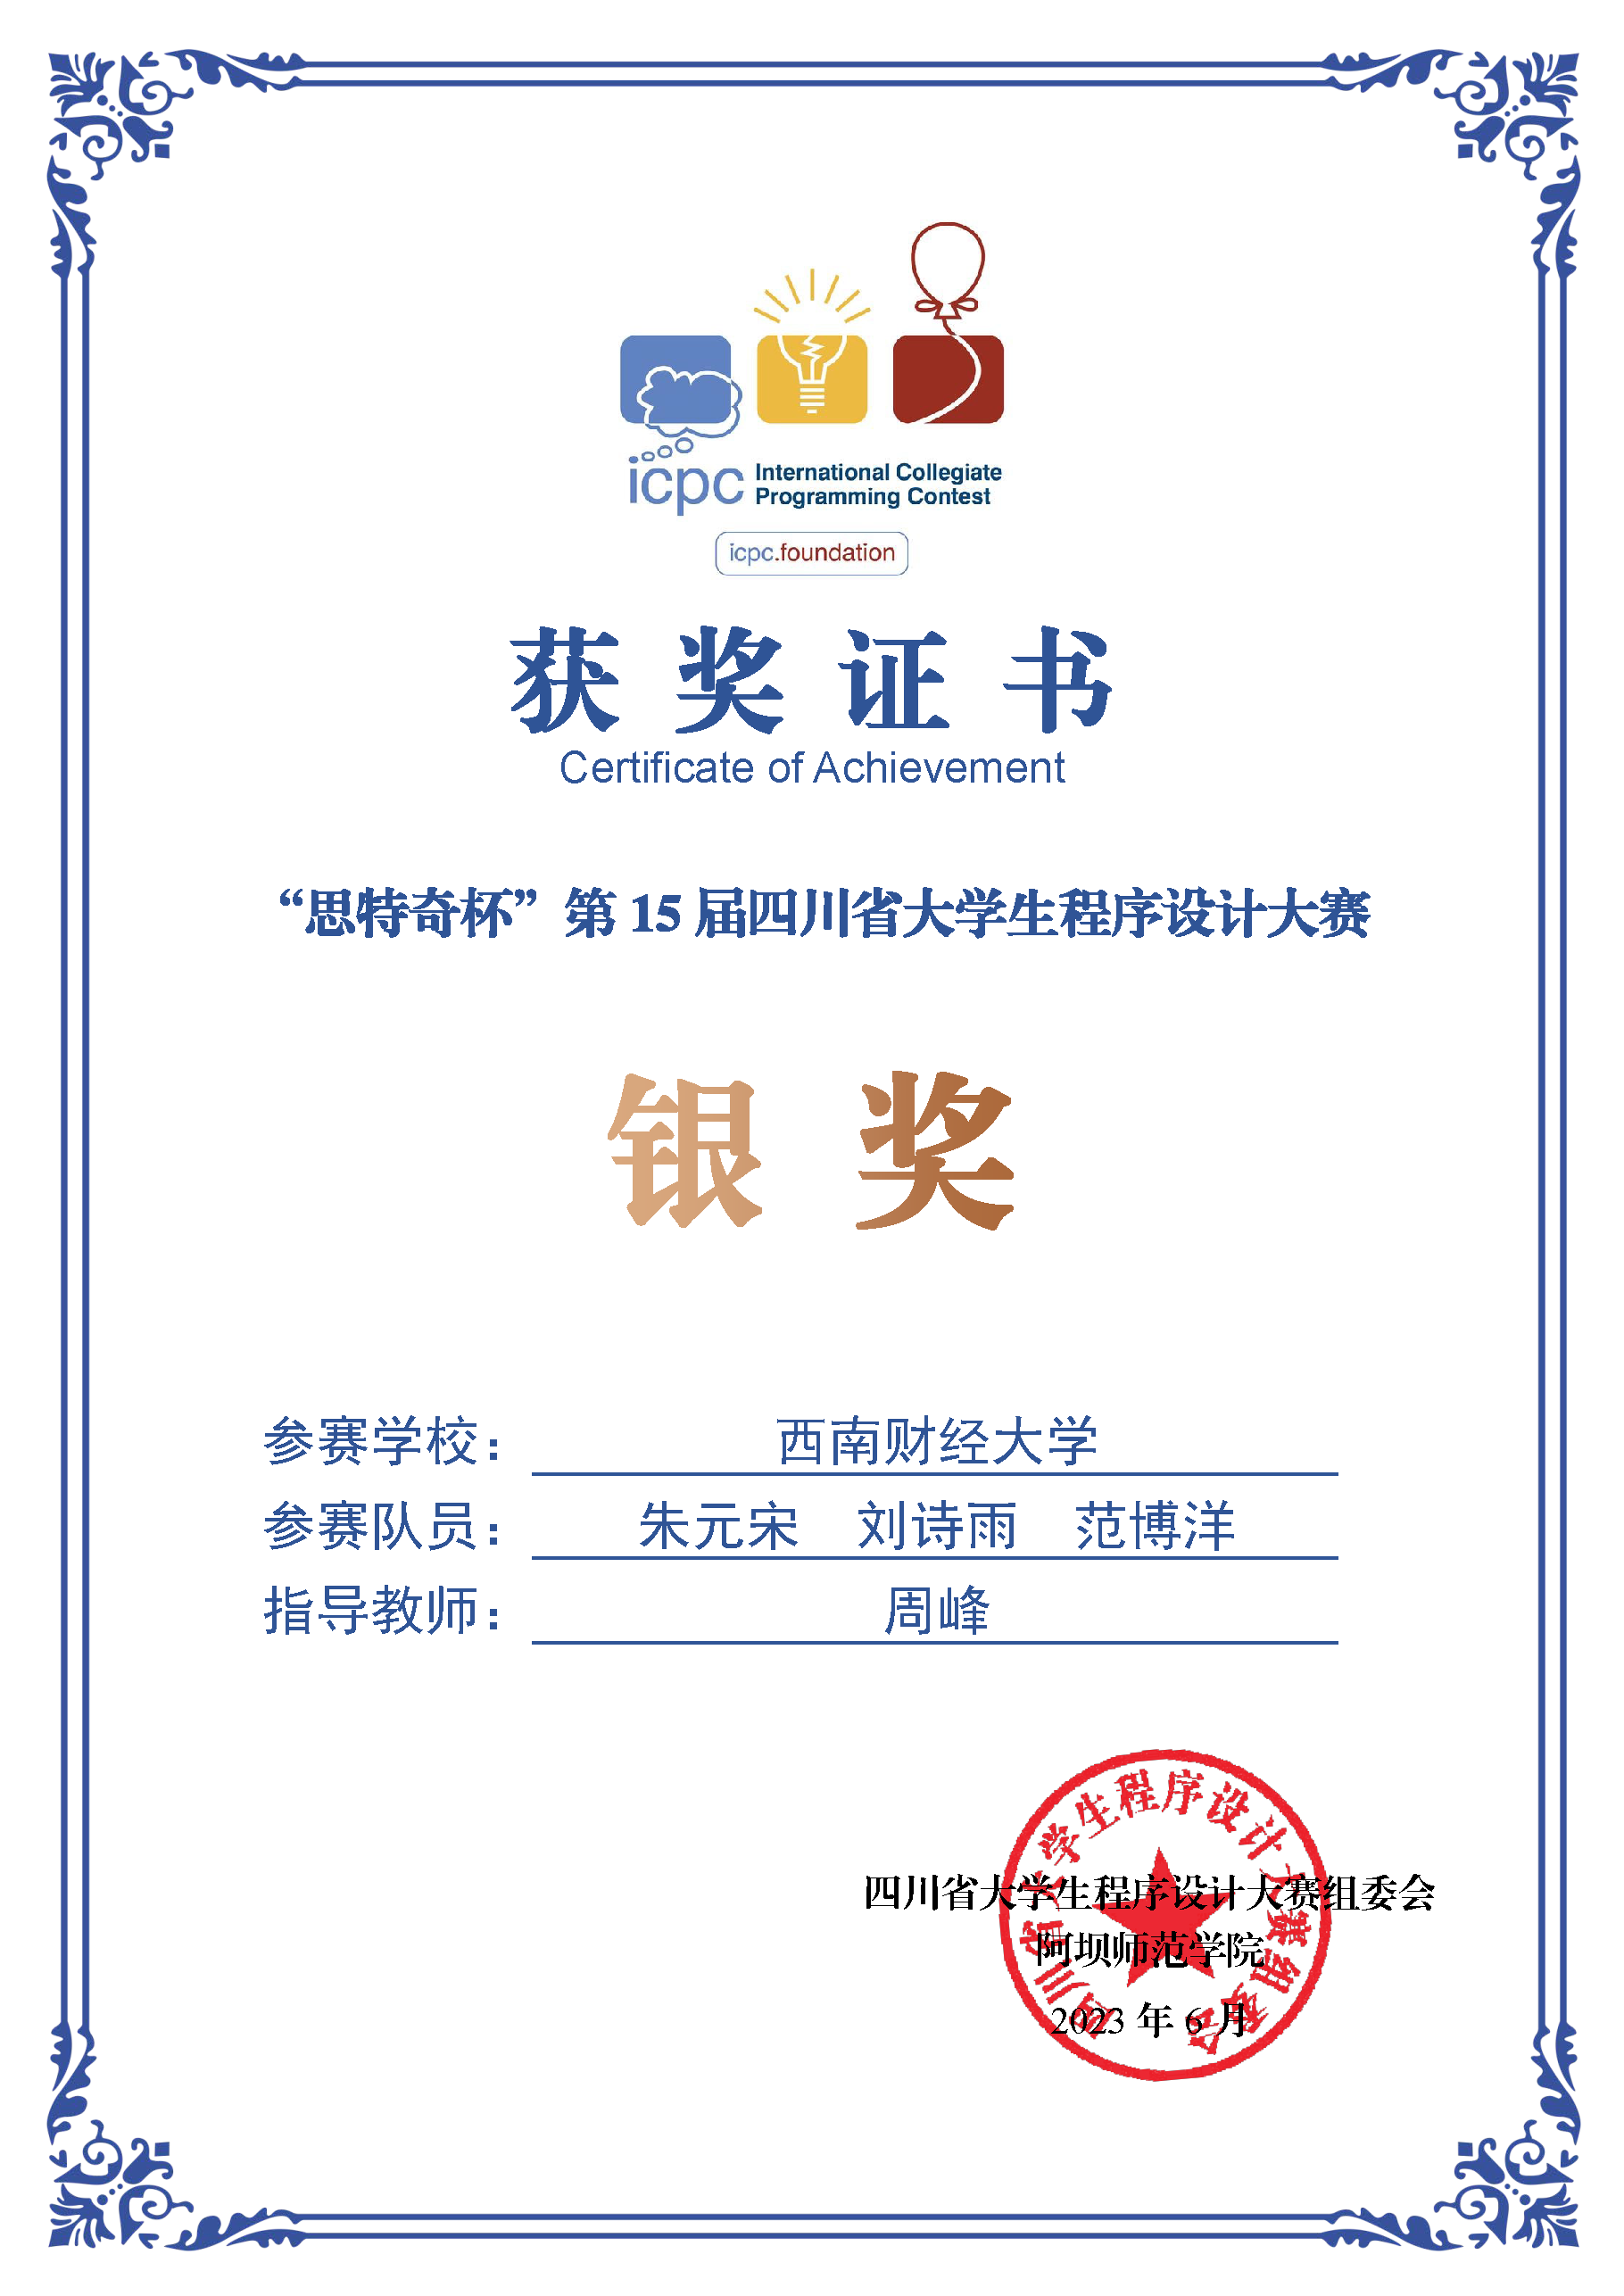 icpc International Collegiate
Programming Contest
icpc.foundation
获奖证书
Certificate of Achievement
“思特奇杯”第 15 届四川省大学生程序设计大赛
银奖
参赛学校： 西南财经大学
参赛队员： 朱元宋 刘诗雨 范博洋
指导教师： 周峰
四川省大学生程序设计大赛组委会
四川省大学生程序设计大赛组委会
阿坝师范学院
2023 年 6 月